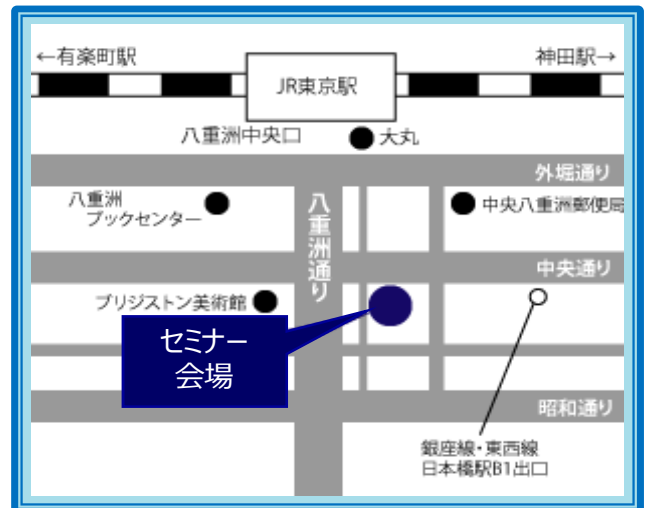 ←有楽町駅
神田駅→
JR東京駅
八重洲中央口
大丸
外堀通り
八重洲
ブックセンター
八重洲通り
中央八重洲郵便局
中央通り
ブリジストン美術館
セミナー
会場
昭和通り
銀座線・東西線
日本橋駅B1出口